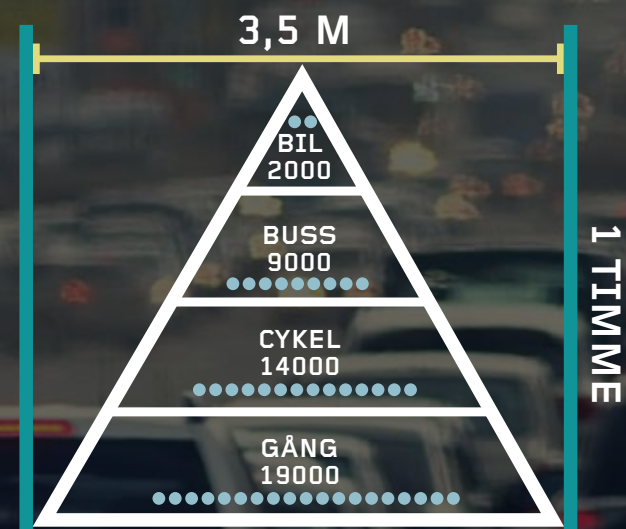 3,5 M
BIL
2000
BUSS
9000
CYKEL
14000
GÅNG
19000
1 TIMME